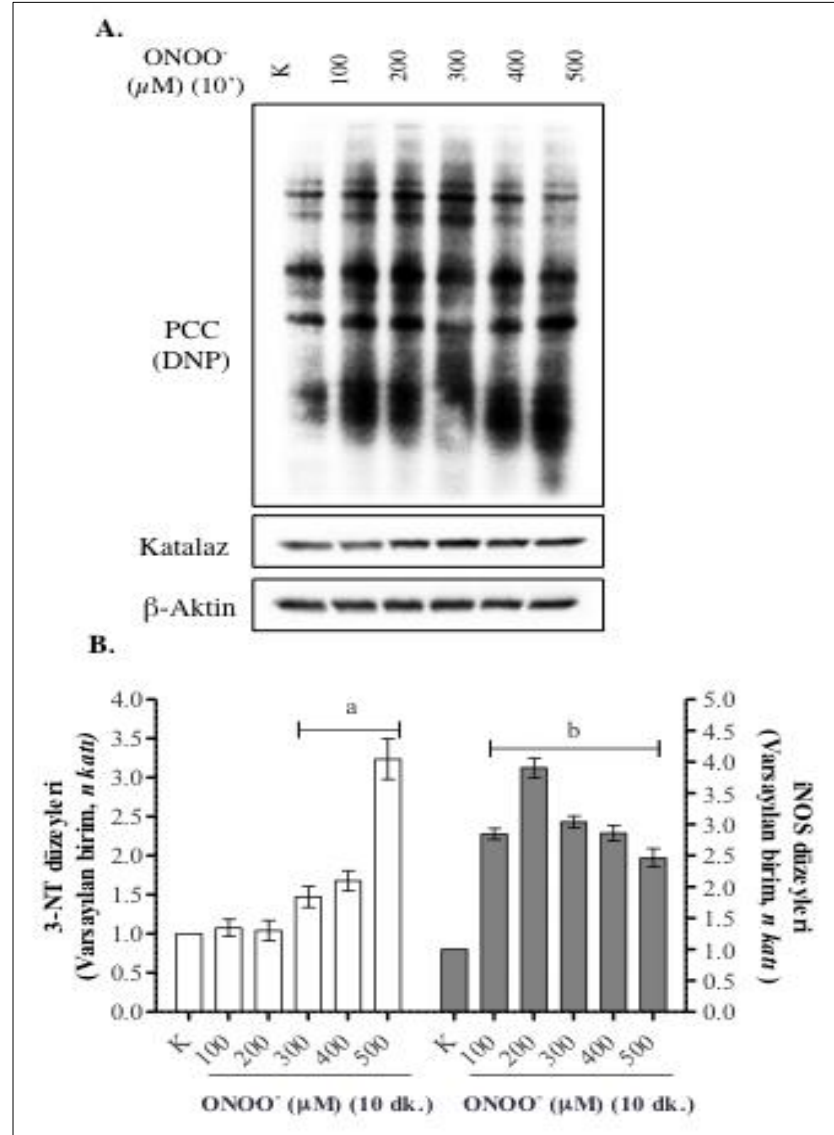 A.
ONOO⁻
(µM) (10')
K 100 200 300 400 500
PCC
(DNP)
Katalaz
β-Aktin
B.
3-NT düzeyleri
(Varsayılan birim, n katı)
4.0
3.5
3.0
2.5
2.0
1.5
1.0
0.5
0.0
a
b
5.0
4.5
4.0
3.5
3.0
2.5
2.0
1.5
1.0
0.5
0.0
iNOS düzeyleri
(Varsayılan birim, n katı )
K 100 200 300 400 500
K 100 200 300 400 500
ONOO⁻ (µM) (10 dk.)
ONOO⁻ (µM) (10 dk.)